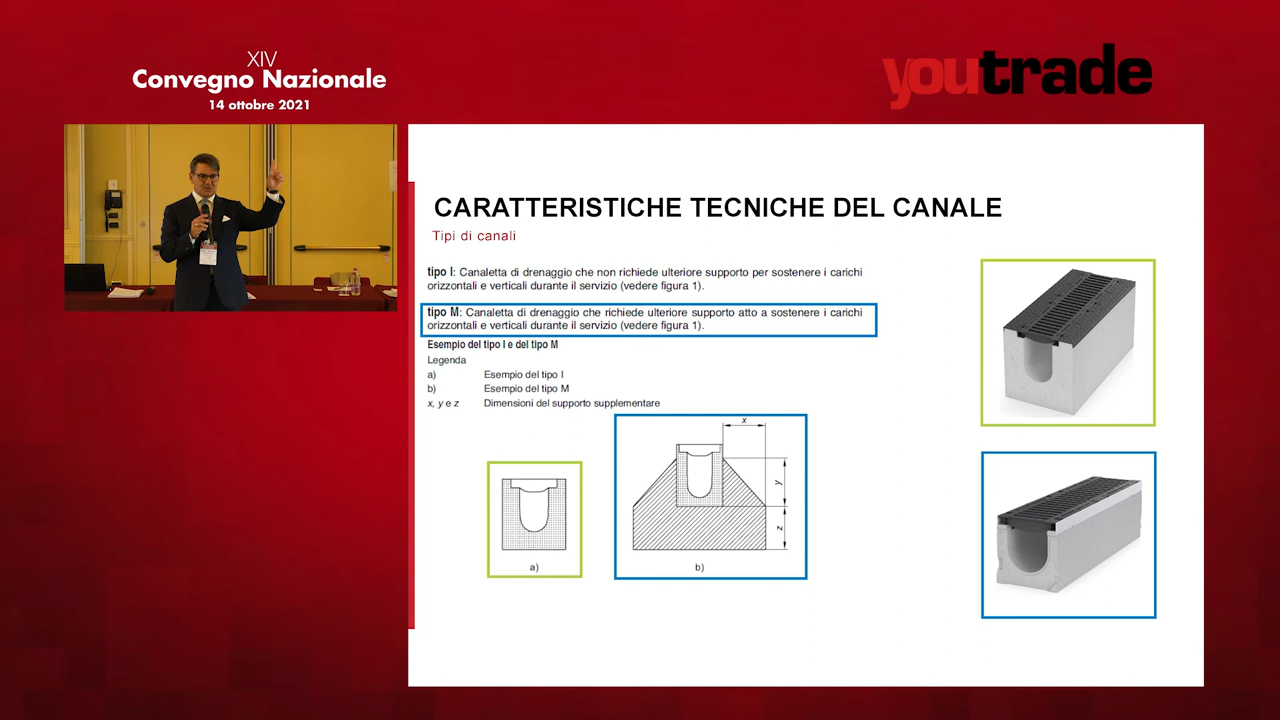 XIV
Convegno Nazionale
14 ottobre 2021
youtrade
CARATTERISTICHE TECNICHE DEL CANALE
Tipi di canali
tipo I: Canaletta di drenaggio che non richiede ulteriore supporto per sostenere i carichi
orizzontali e verticali durante il servizio (vedere figura 1).
tipo M: Canaletta di drenaggio che richiede ulteriore supporto atto a sostenere i carichi
orizzontali e verticali durante il servizio (vedere figura 1).
Esempio del tipo I e del tipo M
Legenda
a) Esempio del tipo I
b) Esempio del tipo M
x, y e z Dimensioni del supporto supplementare
x
y
z
a)
b)